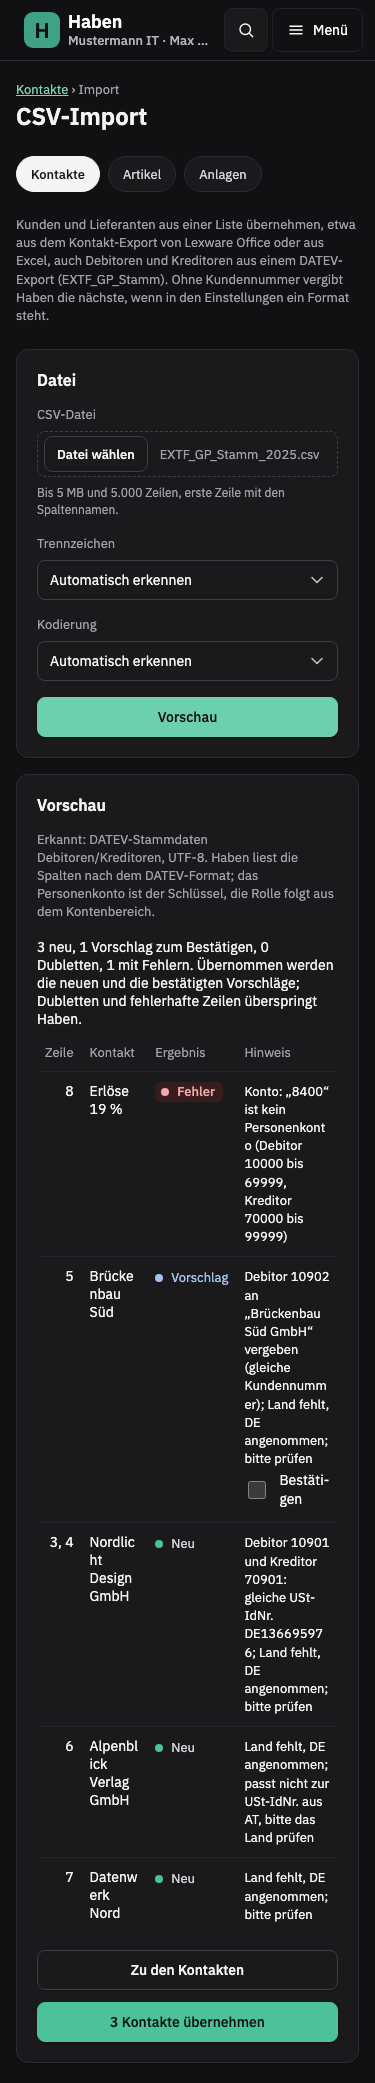 H
Haben
Mustermann IT · Max ...
Menü
Kontakte › Import
CSV-Import
Kontakte
Artikel
Anlagen
Kunden und Lieferanten aus einer Liste übernehmen, etwa
aus dem Kontakt-Export von Lexware Office oder aus
Excel, auch Debitoren und Kreditoren aus einem DATEV-
Export (EXTF_GP_Stamm). Ohne Kundennummer vergibt
Haben die nächste, wenn in den Einstellungen ein Format
steht.
Datei
CSV-Datei
Datei wählen
EXTF_GP_Stamm_2025.csv
Bis 5 MB und 5.000 Zeilen, erste Zeile mit den
Spaltennamen.
Trennzeichen
Automatisch erkennen
Kodierung
Automatisch erkennen
Vorschau
Vorschau
Erkannt: DATEV-Stammdaten
Debitoren/Kreditoren, UTF-8. Haben liest die
Spalten nach dem DATEV-Format; das
Personenkonto ist der Schlüssel, die Rolle folgt aus
dem Kontenbereich.
3 neu, 1 Vorschlag zum Bestätigen, 0
Dubletten, 1 mit Fehlern. Übernommen werden
die neuen und die bestätigten Vorschläge;
Dubletten und fehlerhafte Zeilen überspringt
Haben.
Zeile
Kontakt
Ergebnis
Hinweis
8
Erlöse
19 %
Fehler
Konto: „8400“
ist kein
Personenkont
o (Debitor
10000 bis
69999,
Kreditor
70000 bis
99999)
5
Brücke
nbau
Süd
Vorschlag
Debitor 10902
an
„Brückenbau
Süd GmbH“
vergeben
(gleiche
Kundennumm
er); Land fehlt,
DE
angenommen;
bitte prüfen
Bestäti-
gen
3, 4
Nordlic
ht
Design
GmbH
Neu
Debitor 10901
und Kreditor
70901:
gleiche USt-
IdNr.
DE13669597
6; Land fehlt,
DE
angenommen;
bitte prüfen
6
Alpenbl
ick
Verlag
GmbH
Neu
Land fehlt, DE
angenommen;
passt nicht zur
USt-IdNr. aus
AT, bitte das
Land prüfen
7
Datenw
erk
Nord
Neu
Land fehlt, DE
angenommen;
bitte prüfen
Zu den Kontakten
3 Kontakte übernehmen